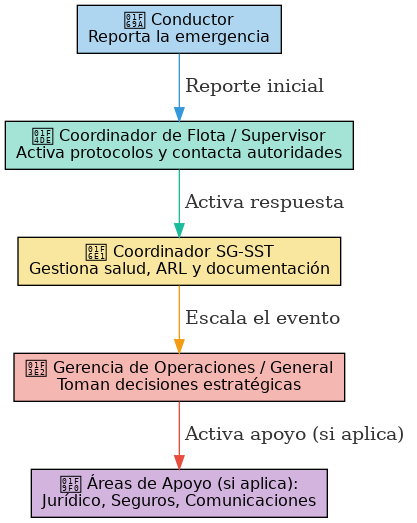 Conductor
Reporta la emergencia
Reporte inicial
Coordinador de Flota / Supervisor
Activa protocolos y contacta autoridades
Activa respuesta
Coordinador SG-SST
Gestiona salud, ARL y documentación
Escala el evento
Gerencia de Operaciones / General
Toman decisiones estratégicas
Activa apoyo (si aplica)
Áreas de Apoyo (si aplica):
Jurídico, Seguros, Comunicaciones